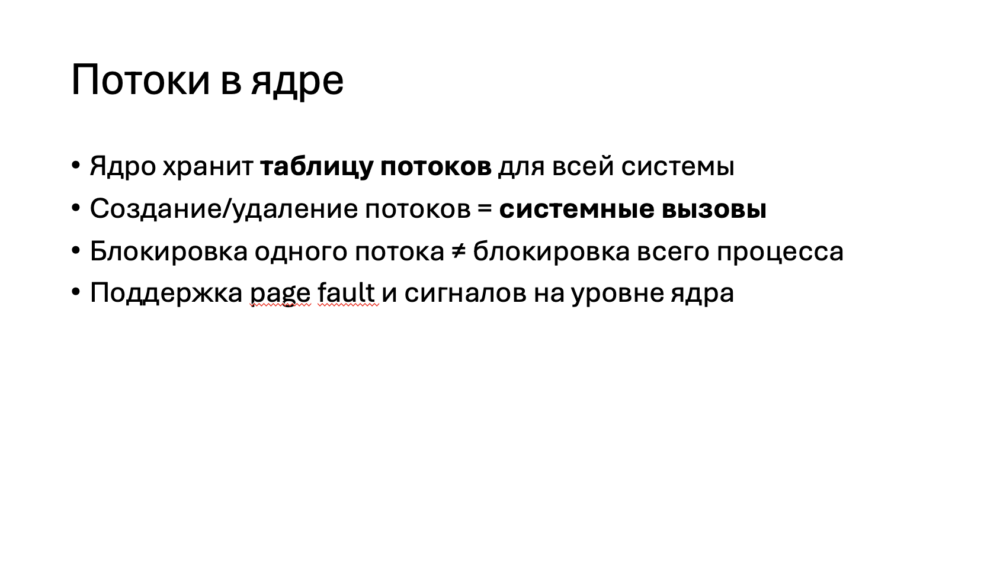 Потоки в ядре
• Ядро хранит таблицу потоков для всей системы
• Создание/удаление потоков = системные вызовы
• Блокировка одного потока ≠ блокировка всего процесса
• Поддержка page fault и сигналов на уровне ядра